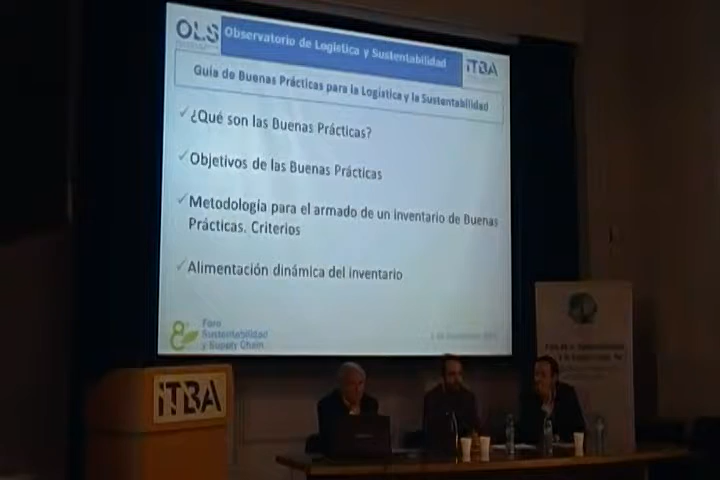 OLS Observatorio de Logística y Sustentabilidad ITBA
Guía de Buenas Prácticas para la Logística y la Sustentabilidad
✓ ¿Qué son las Buenas Prácticas?
✓ Objetivos de las Buenas Prácticas
✓ Metodología para el armado de un Inventario de Buenas
Prácticas. Criterios
✓ Alimentación dinámica del inventario
Foro
Sustentabilidad
y Supply Chain
ITBA